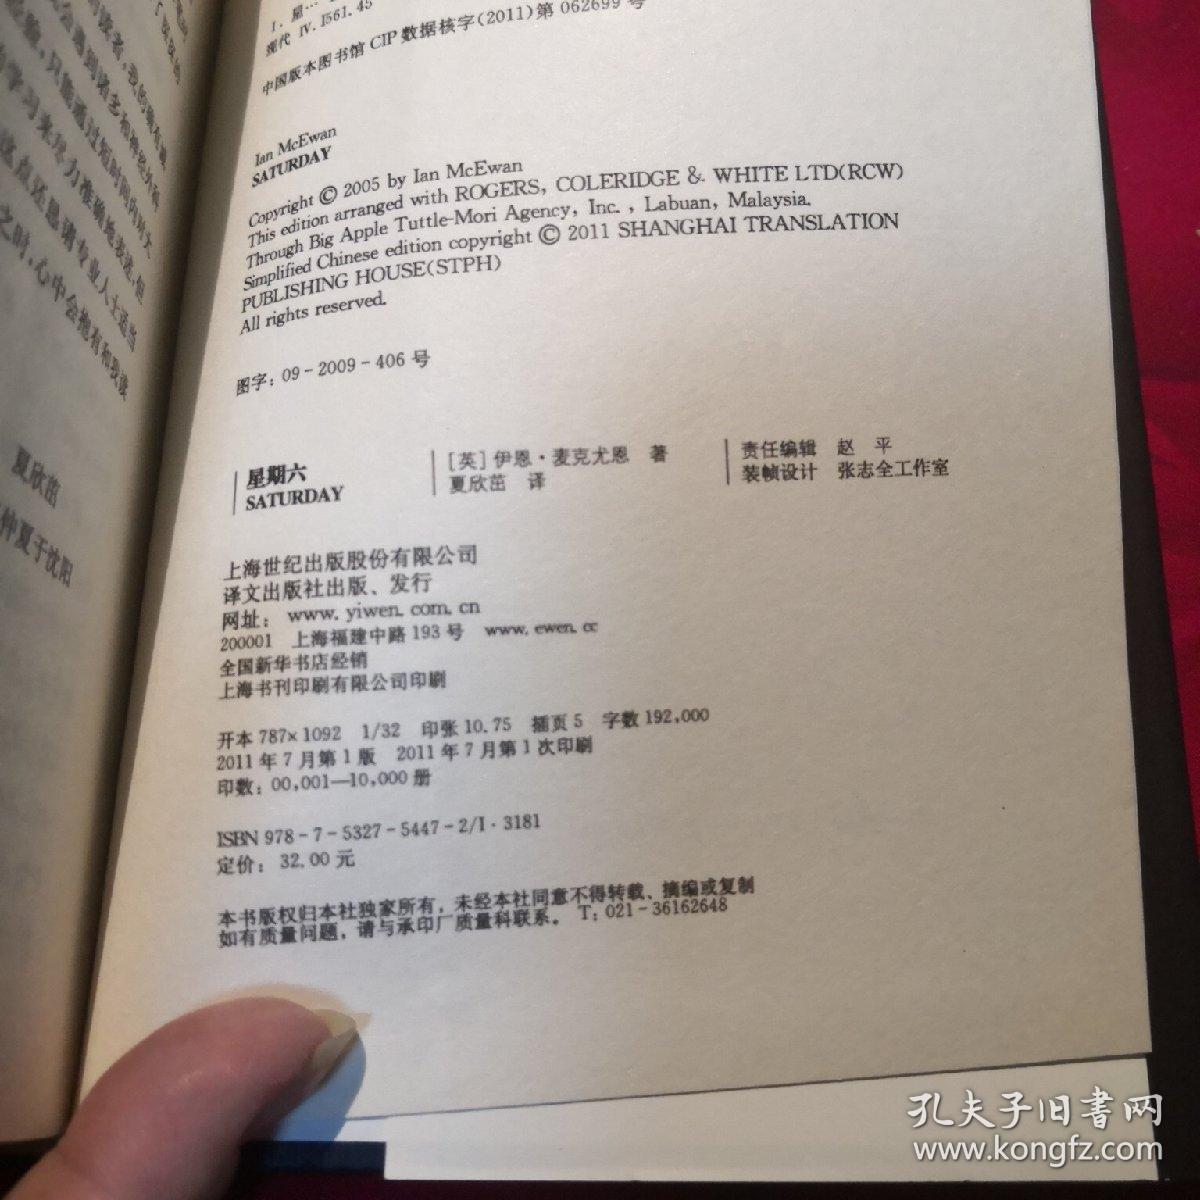 I. 星…
现代 IV. I561.45
中国版本图书馆 CIP 数据核字(2011)第 062699 号
Ian McEwan
SATURDAY
Copyright © 2005 by Ian McEwan
This edition arranged with ROGERS, COLERIDGE & WHITE LTD(RCW)
Through Big Apple Tuttle-Mori Agency, Inc., Labuan, Malaysia.
Simplified Chinese edition copyright © 2011 SHANGHAI TRANSLATION
PUBLISHING HOUSE(STPH)
All rights reserved.
图字：09-2009-406 号
星期六
SATURDAY
[英] 伊恩·麦克尤恩 著
夏欣茁 译
责任编辑 赵 平
装帧设计 张志全工作室
上海世纪出版股份有限公司
译文出版社出版、发行
网址：www.yiwen.com.cn
200001 上海福建中路 193 号 www.ewen.cc
全国新华书店经销
上海书刊印刷有限公司印刷
开本 787×1092 1/32 印张 10.75 插页 5 字数 192,000
2011 年 7 月第 1 版 2011 年 7 月第 1 次印刷
印数：00,001—10,000 册
ISBN 978-7-5327-5447-2/I·3181
定价：32.00 元
本书版权归本社独家所有，未经本社同意不得转载、摘编或复制
如有质量问题，请与承印厂质量科联系。T：021-36162648
夏欣茁
仲夏于沈阳
孔夫子旧书网
www.kongfz.com